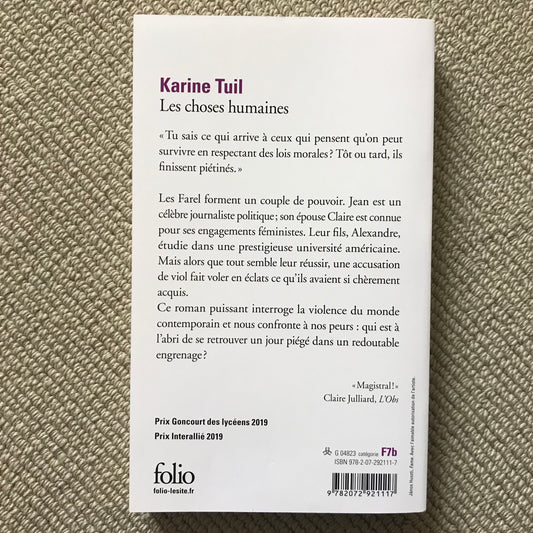 Karine Tuil
Les choses humaines
« Tu sais ce qui arrive à ceux qui pensent qu'on peut
survivre en respectant des lois morales ? Tôt ou tard, ils
finissent piétinés. »
Les Farel forment un couple de pouvoir. Jean est un
célèbre journaliste politique ; son épouse Claire est connue
pour ses engagements féministes. Leur fils, Alexandre,
étudie dans une prestigieuse université américaine.
Mais alors que tout semble leur réussir, une accusation
de viol fait voler en éclats ce qu'ils avaient si chèrement
acquis.
Ce roman puissant interroge la violence du monde
contemporain et nous confronte à nos peurs : qui est à
l'abri de se retrouver un jour piégé dans un redoutable
engrenage ?
« Magistral ! »
Claire Julliard, L'Obs
Prix Goncourt des lycéens 2019
Prix Interallié 2019
G 04823 catégorie F7b
ISBN 978-2-07-292111-7
folio
folio-lesite.fr
9 782072 921117
Avec l'aimable autorisation de l'artiste.